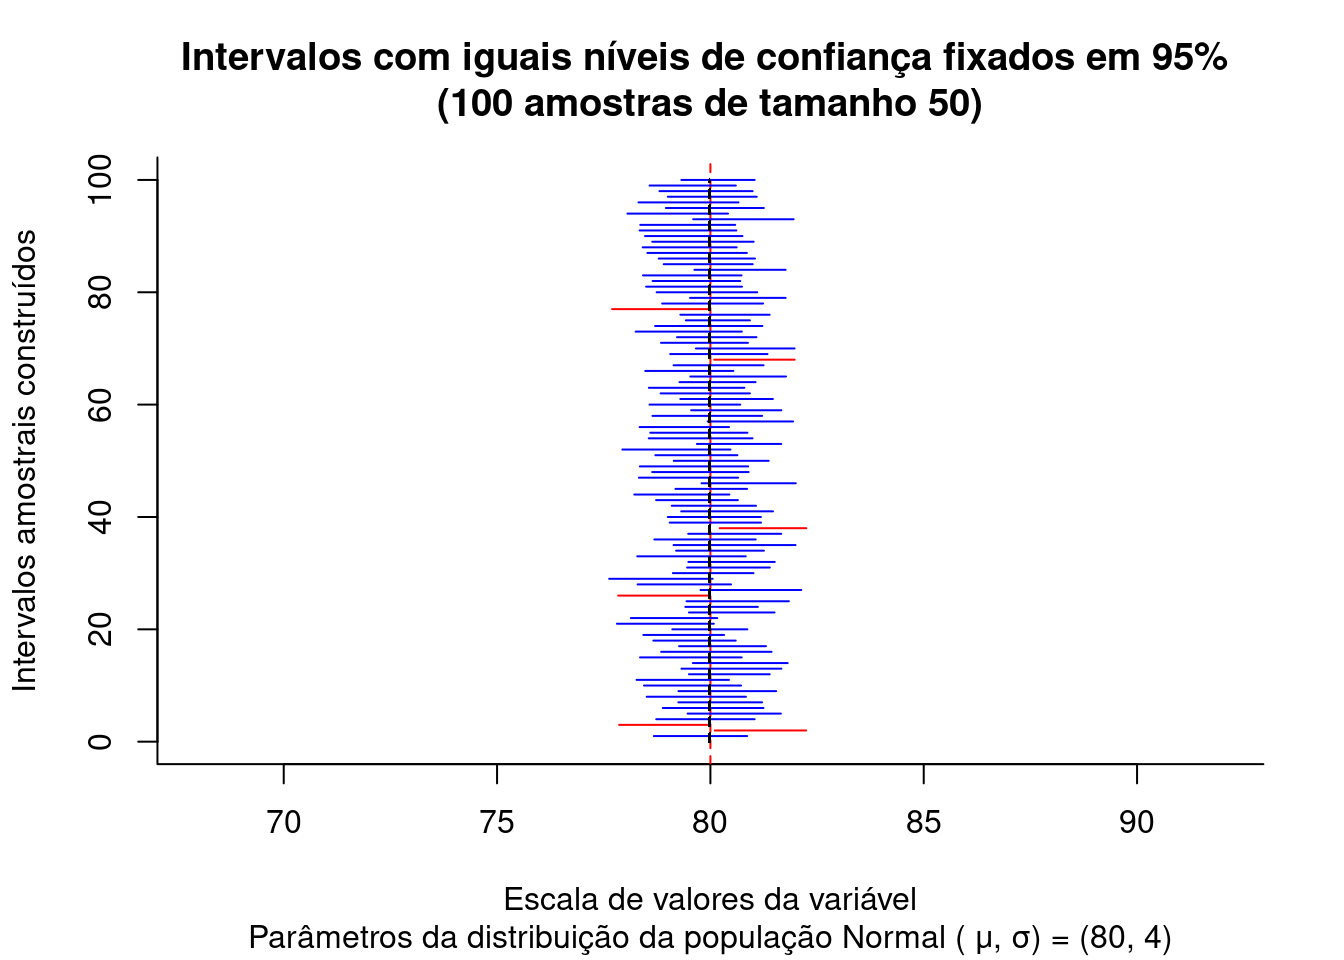 Intervalos com iguais níveis de confiança fixados em 95%
(100 amostras de tamanho 50)
Intervalos amostrais construídos
100
80
60
40
20
0
70 75 80 85 90
Escala de valores da variável
Parâmetros da distribuição da população Normal ( μ, σ) = (80, 4)